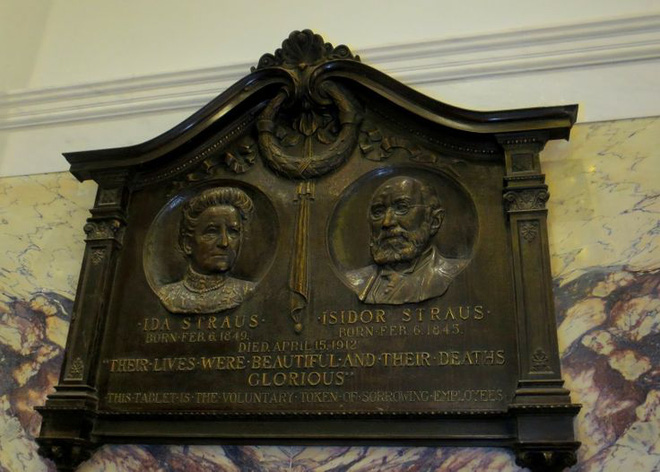 ·IDA STRAUS·
BORN·FEB.6.1849.
·ISIDOR STRAUS·
BORN·FEB.6.1845.
DIED.APRIL.15.1912
"THEIR·LIVES·WERE·BEAUTIFUL·AND·THEIR·DEATHS
GLORIOUS"
·THIS·TABLET·IS·THE·VOLUNTARY·TOKEN·OF·SORROWING·EMPLOYEES·